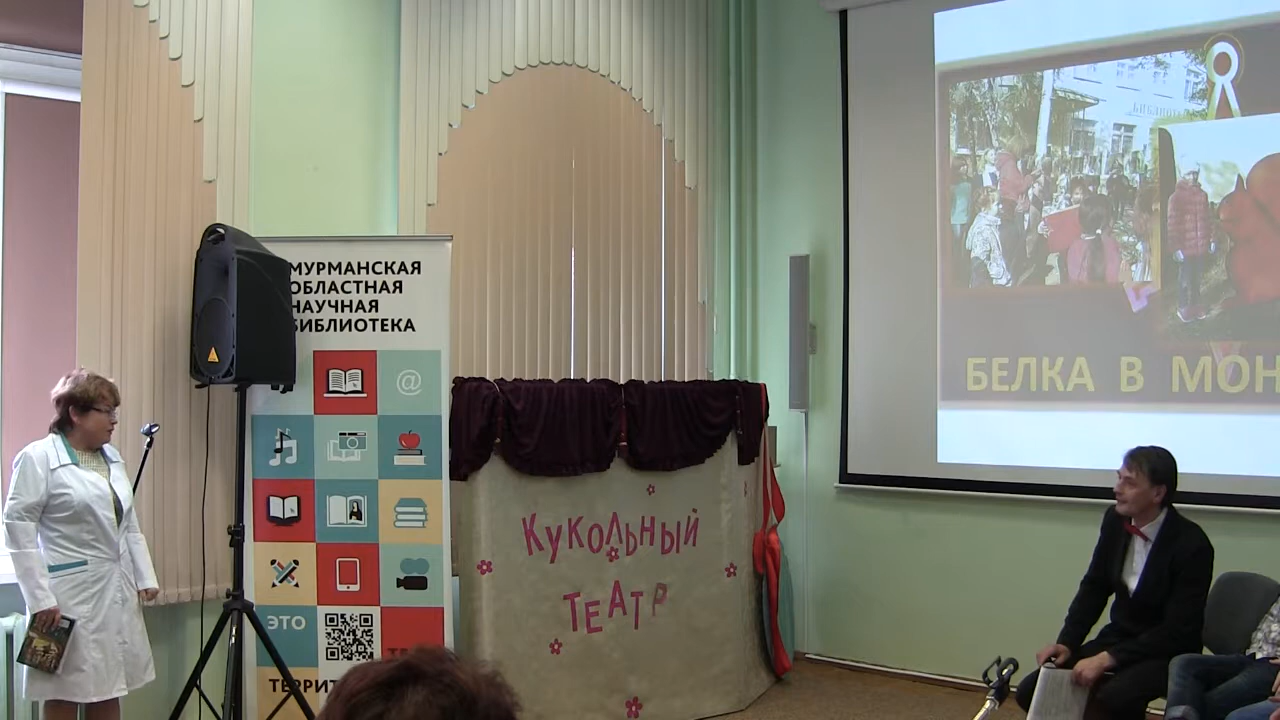 МУРМАНСКАЯ
ОБЛАСТНАЯ
НАУЧНАЯ
БИБЛИОТЕКА
@
ЭТО
КУКОЛЬНЫЙ
ТЕАТР
БЕЛКА В МОН